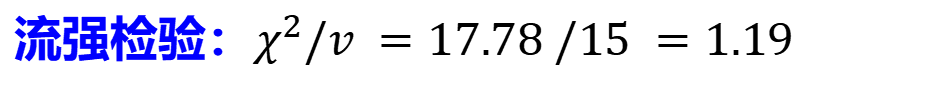 流强检验：χ²/ν = 17.78 /15 = 1.19